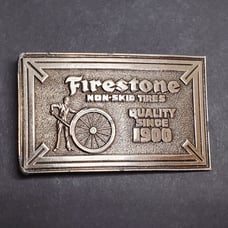 Firestone
NON-SKID TIRES
QUALITY
SINCE
1900